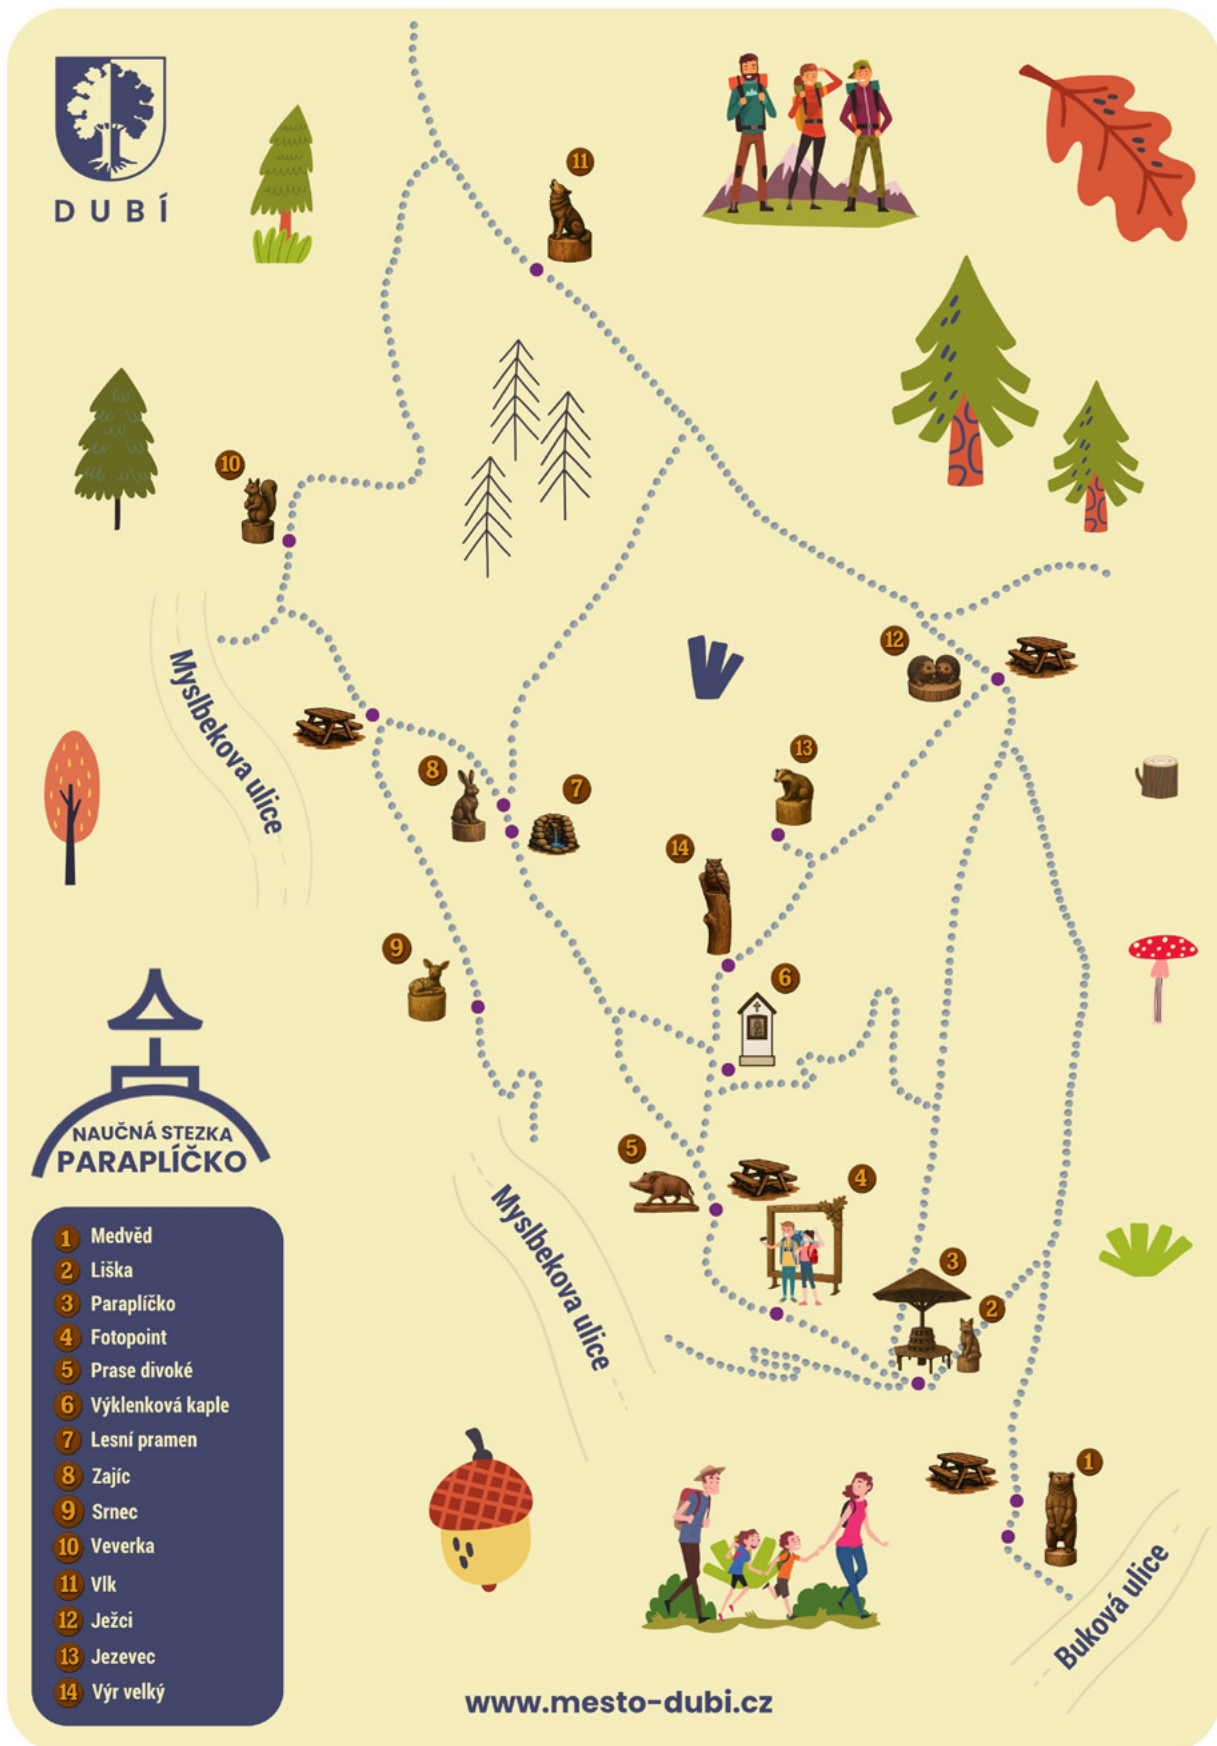 DUBÍ
11
10
Myslbekova ulice
12
13
8
7
14
9
6
NAUČNÁ STEZKA
PARAPLÍČKO
5
4
Myslbekova ulice
3
2
1
1 Medvěd
2 Liška
3 Paraplíčko
4 Fotopoint
5 Prase divoké
6 Výklenková kaple
7 Lesní pramen
8 Zajíc
9 Srnec
10 Veverka
11 Vlk
12 Ježci
13 Jezevec
14 Výr velký
Buková ulice
www.mesto-dubi.cz